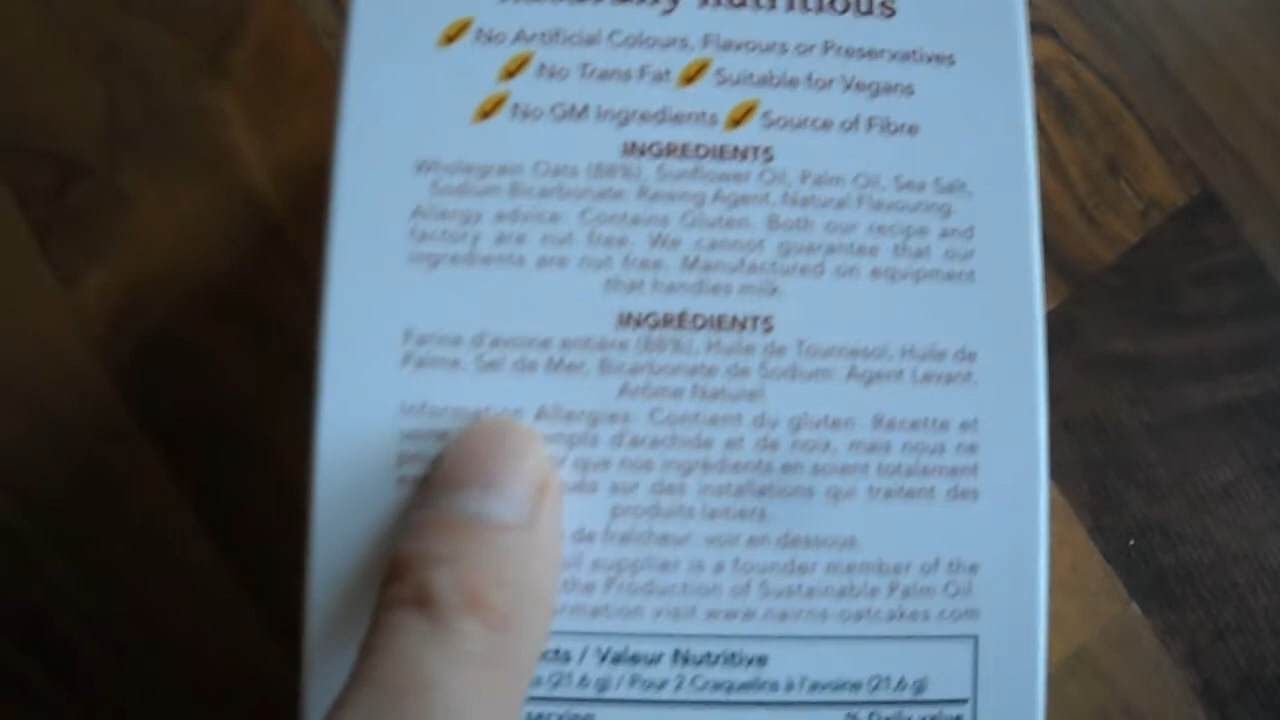 nutritious
No Artificial Colours, Flavours or Preservatives
No Trans Fat Suitable for Vegans
No GM Ingredients Source of Fibre
INGREDIENTS
Wholegrain Oats (88%), Sunflower Oil, Palm Oil, Sea Salt,
Sodium Bicarbonate: Raising Agent, Natural Flavouring.
Allergy advice: Contains Gluten. Both our recipe and
factory are nut free. We cannot guarantee that our
ingredients are nut free. Manufactured on equipment
that handles milk.
INGRÉDIENTS
Farine d'avoine entière (88%), Huile de Tournesol, Huile de
Palme, Sel de Mer, Bicarbonate de Sodium: Agent Levant,
Arôme Naturel.
Information Allergies: Contient du gluten. Recette et
d'arachide et de noix, mais nous ne
que nos ingrédients en soient totalement
sur des installations qui traitent des
produits laitiers.
de fraîcheur: voir en dessous.
supplier is a founder member of the
the Production of Sustainable Palm Oil.
visit www.nairns-oatcakes.com
/ Valeur Nutritive
(21.6 g) / Pour 2 Craquelins à l'avoine (21.6 g)
serving % Daily value